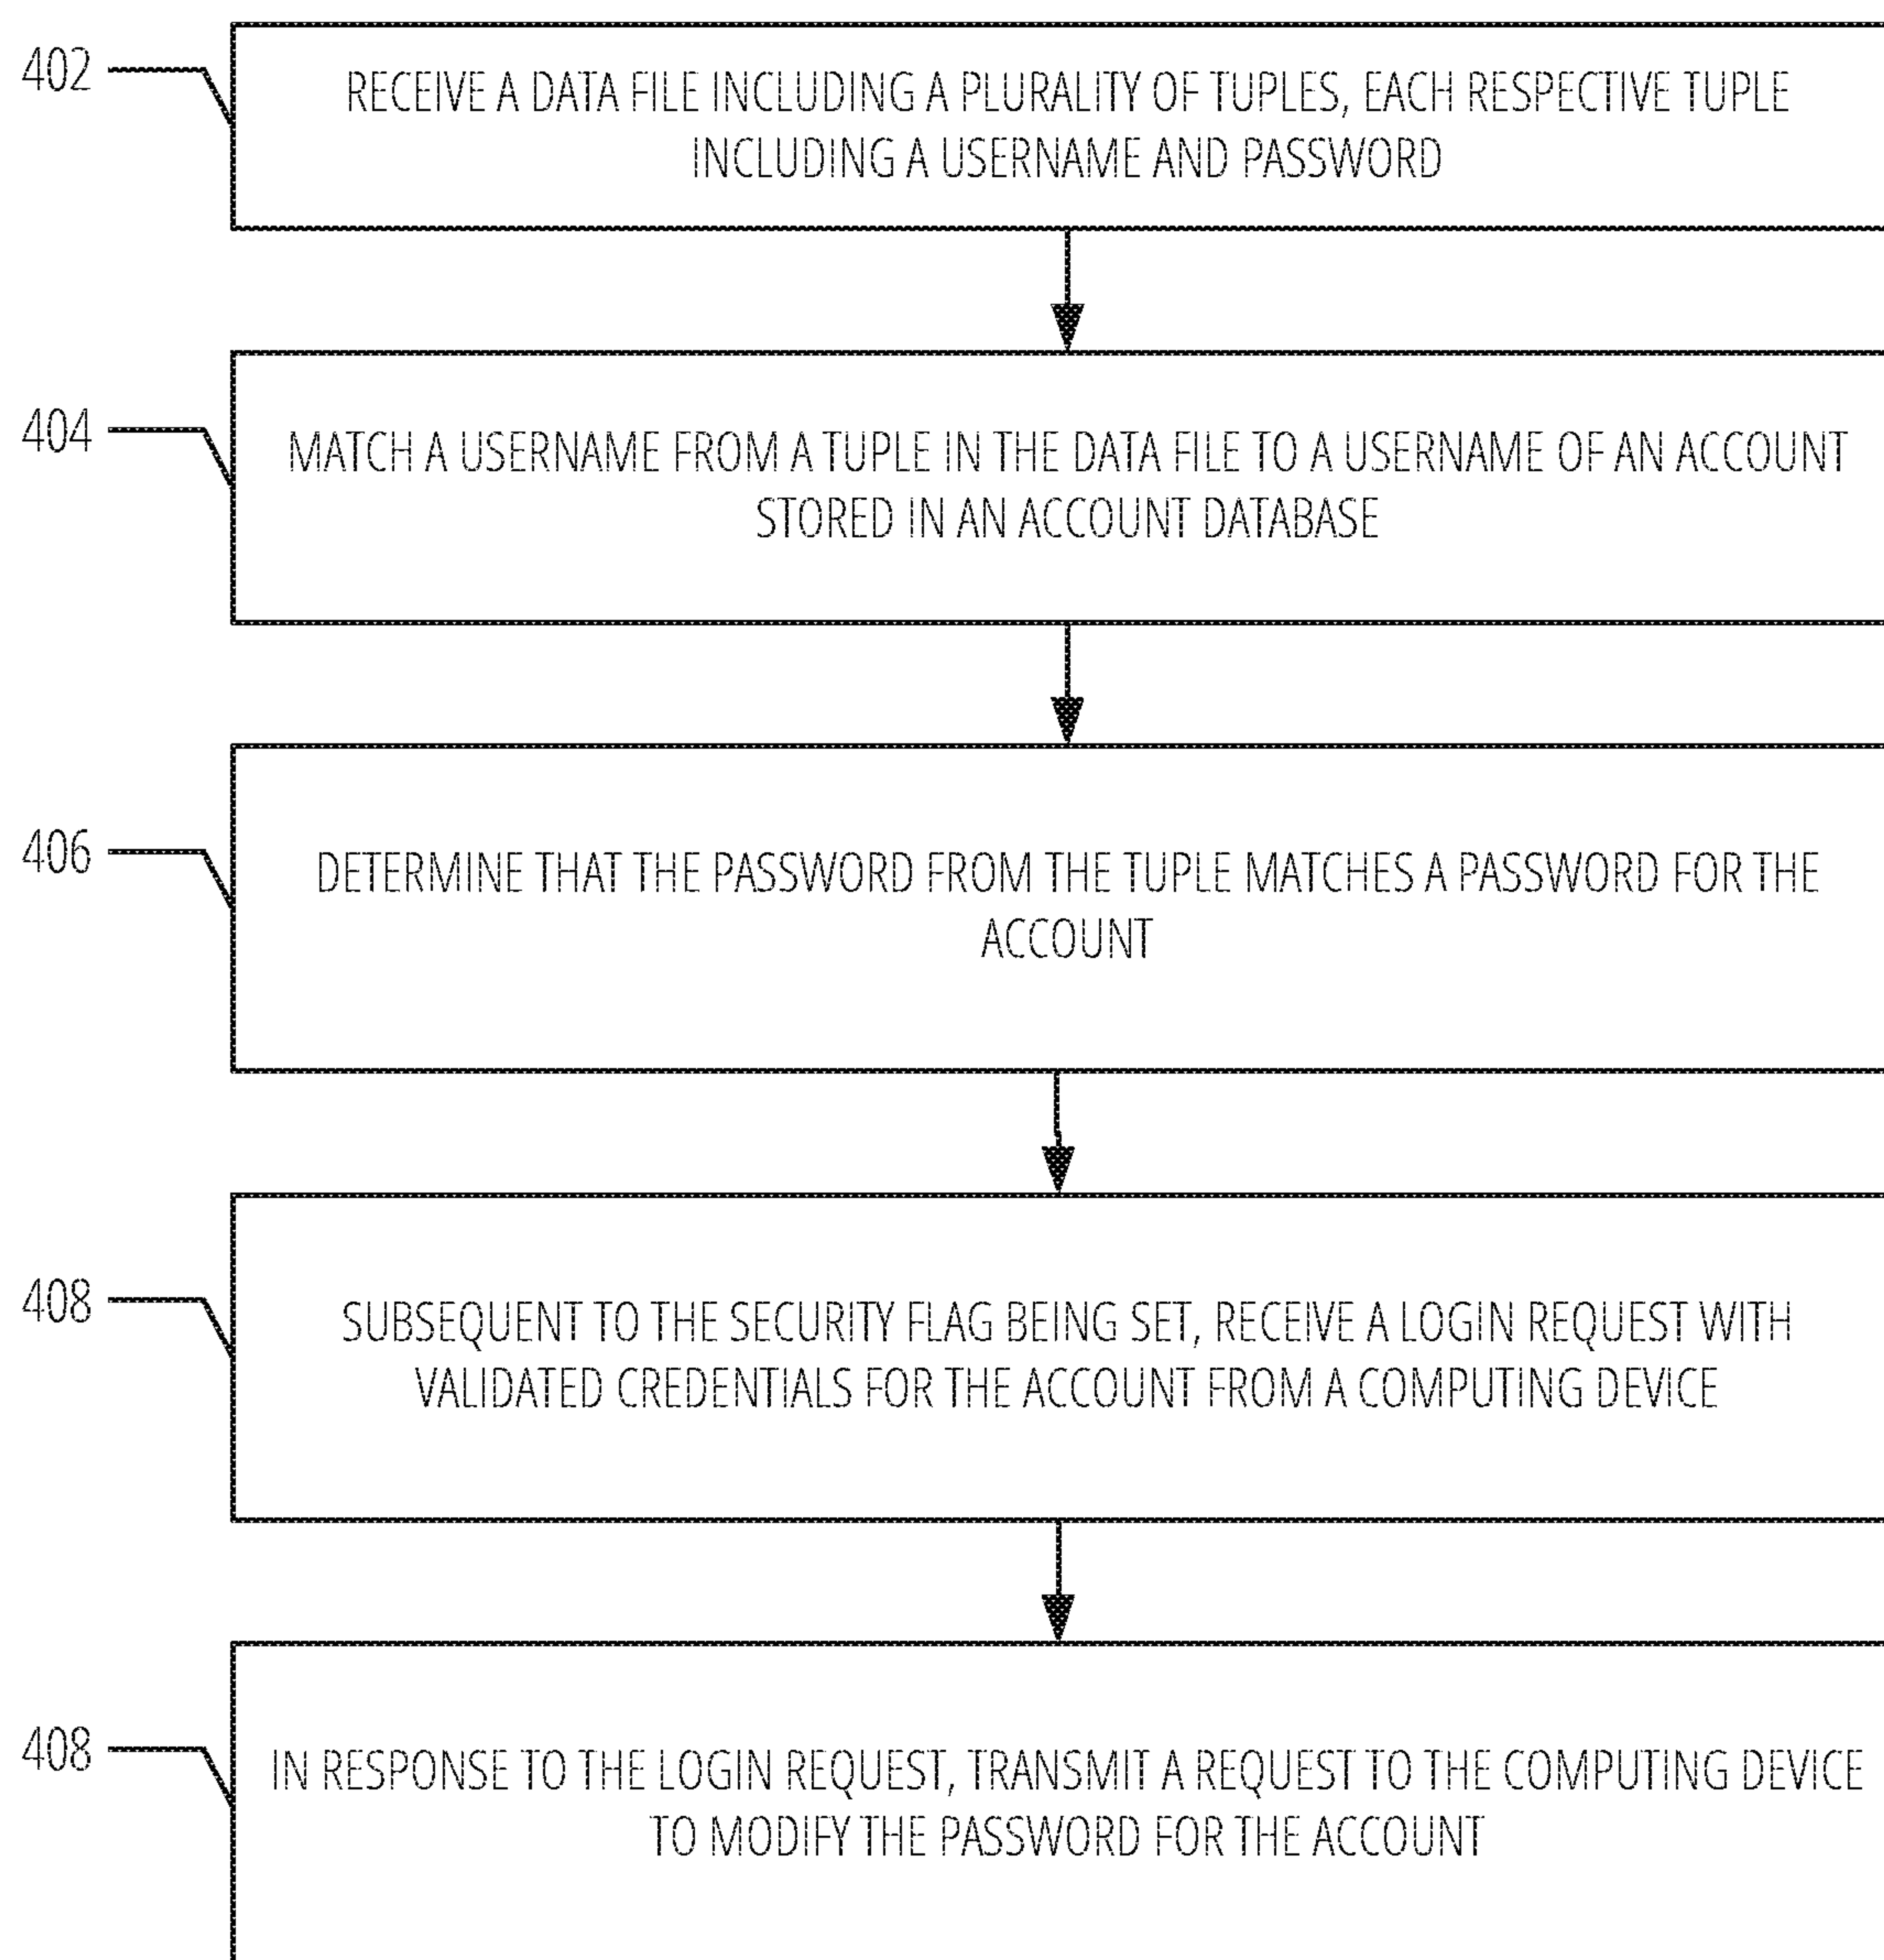 402
RECEIVE A DATA FILE INCLUDING A PLURALITY OF TUPLES, EACH RESPECTIVE TUPLE
INCLUDING A USERNAME AND PASSWORD
404
MATCH A USERNAME FROM A TUPLE IN THE DATA FILE TO A USERNAME OF AN ACCOUNT
STORED IN AN ACCOUNT DATABASE
406
DETERMINE THAT THE PASSWORD FROM THE TUPLE MATCHES A PASSWORD FOR THE
ACCOUNT
408
SUBSEQUENT TO THE SECURITY FLAG BEING SET, RECEIVE A LOGIN REQUEST WITH
VALIDATED CREDENTIALS FOR THE ACCOUNT FROM A COMPUTING DEVICE
408
IN RESPONSE TO THE LOGIN REQUEST, TRANSMIT A REQUEST TO THE COMPUTING DEVICE
TO MODIFY THE PASSWORD FOR THE ACCOUNT